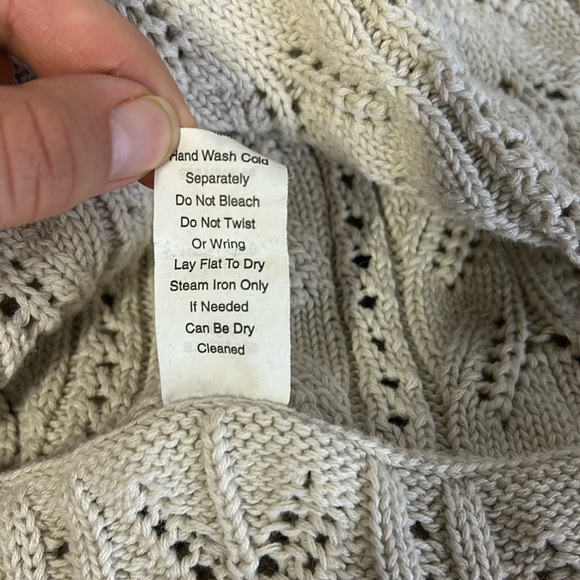 Hand Wash Cold
Separately
Do Not Bleach
Do Not Twist
Or Wring
Lay Flat To Dry
Steam Iron Only
If Needed
Can Be Dry
Cleaned